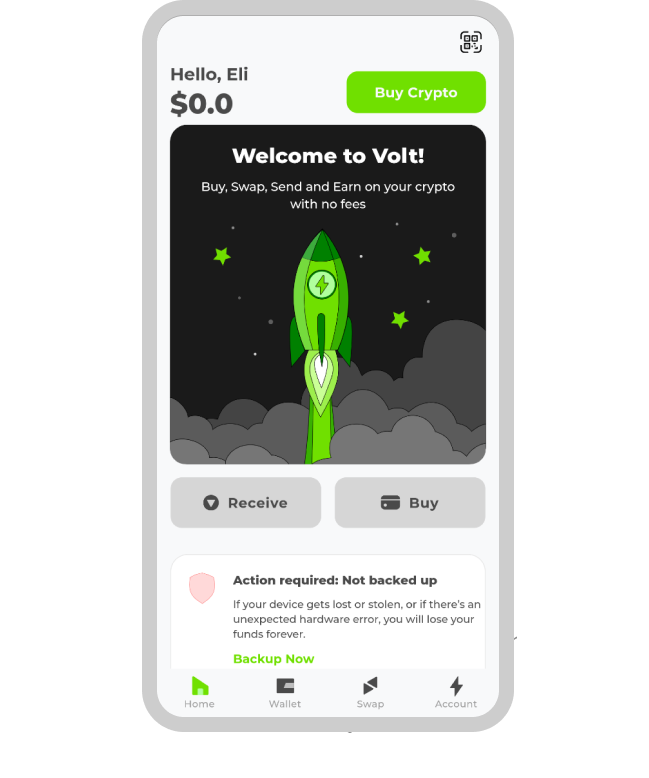 Hello, Eli
$0.0
Buy Crypto
Welcome to Volt!
Buy, Swap, Send and Earn on your crypto
with no fees
Receive
Buy
Action required: Not backed up
If your device gets lost or stolen, or if there's an
unexpected hardware error, you will lose your
funds forever.
Backup Now
Home
Wallet
Swap
Account